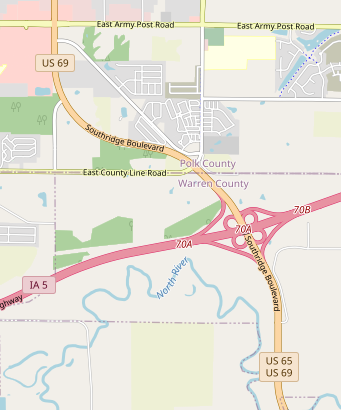 East Army Post Road
East Army Post Road
US 69
Southridge Boulevard
Polk County
East County Line Road
Warren County
70B
70A
70A
Southridge Boulevard
North River
IA 5
ghway
US 65
US 69